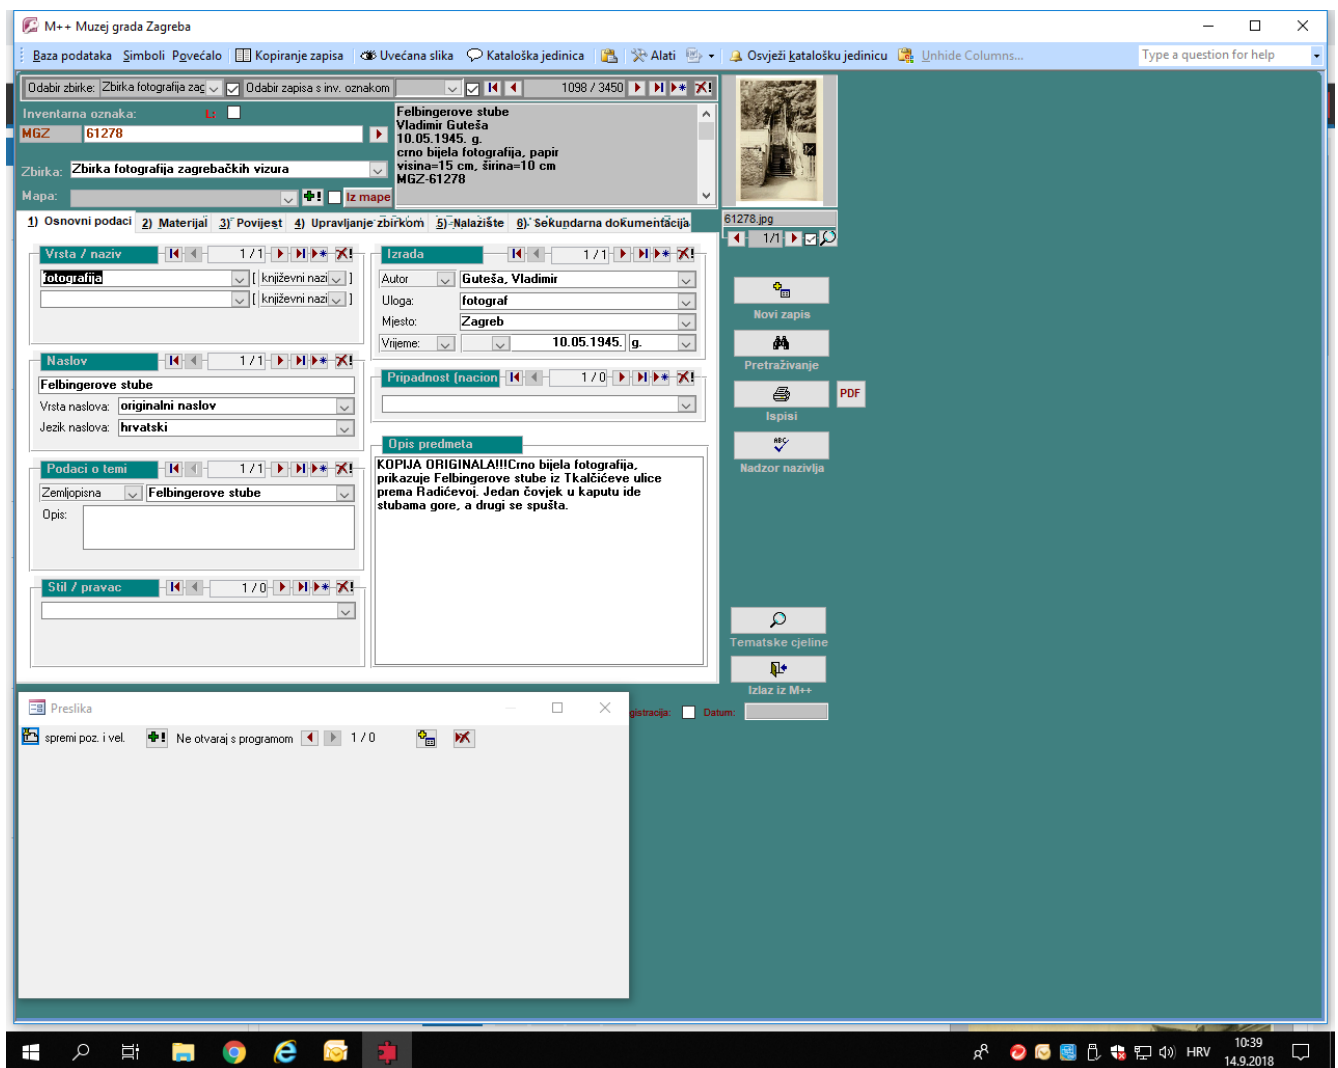 M++ Muzej grada Zagreba
Baza podataka Simboli Povećalo Kopiranje zapisa Uvećana slika Kataloška jedinica Alati Osvježi katalošku jedinicu Unhide Columns... Type a question for help
Odabir zbirke: Zbirka fotografija zag Odabir zapisa s inv. oznakom 1098 / 3450
Inventarna oznaka: L:
MGZ 61278
Zbirka: Zbirka fotografija zagrebačkih vizura
Mapa: Iz mape
Felbingerove stube
Vladimir Guteša
10.05.1945. g.
crno bijela fotografija, papir
visina=15 cm, širina=10 cm
MGZ-61278
61278.jpg
1/1
1) Osnovni podaci 2) Materijal 3) Povijest 4) Upravljanje zbirkom 5) Nalazište 6) Sekundarna dokumentacija
Vrsta / naziv 1 / 1
fotografija [ književni nazi ]
[ književni nazi ]
Naslov 1 / 1
Felbingerove stube
Vrsta naslova: originalni naslov
Jezik naslova: hrvatski
Podaci o temi 1 / 1
Zemljopisna Felbingerove stube
Opis:
Stil / pravac 1 / 0
Izrada 1 / 1
Autor Guteša, Vladimir
Uloga: fotograf
Mjesto: Zagreb
Vrijeme: 10.05.1945. g.
Pripadnost (nacion 1 / 0
Opis predmeta
KOPIJA ORIGINALA!!!Crno bijela fotografija,
prikazuje Felbingerove stube iz Tkalčićeve ulice
prema Radićevoj. Jedan čovjek u kaputu ide
stubama gore, a drugi se spušta.
Novi zapis
Pretraživanje
PDF
Ispisi
ABC
Nadzor nazivlja
Tematske cjeline
Izlaz iz M++
gistracija: Datum:
Preslika
spremi poz. i vel. Ne otvaraj s programom 1 / 0
HRV 10:39
14.9.2018